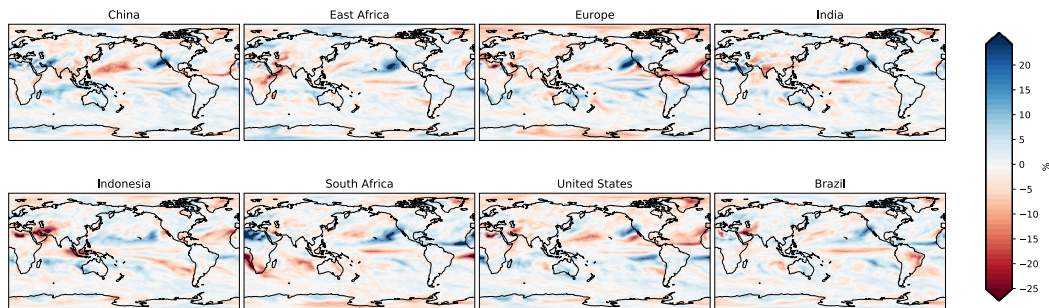 China
East Africa
Europe
India
Indonesia
South Africa
United States
Brazil
20
15
10
5
0
−5
−10
−15
−20
−25
%